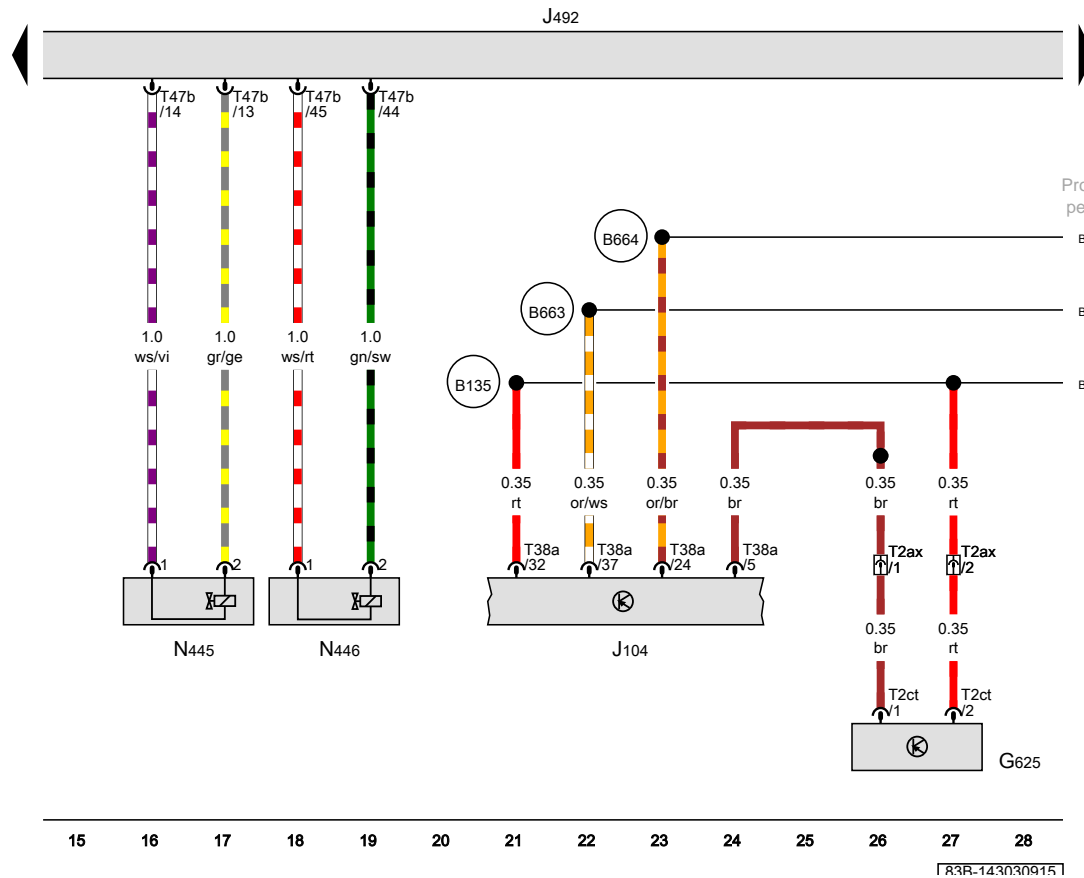 J492
T47b
/14
T47b
/13
T47b
/45
T47b
/44
Pro
pe
B664
B
B663
B
1.0
ws/vi
1.0
gr/ge
1.0
ws/rt
1.0
gn/sw
B135
B
0.35
rt
0.35
or/ws
0.35
or/br
0.35
br
0.35
br
0.35
rt
T38a
/32
T38a
/37
T38a
/24
T38a
/5
T2ax
/1
T2ax
/2
1
2
1
2
N445
N446
J104
0.35
br
0.35
rt
T2ct
/1
T2ct
/2
G625
15 16 17 18 19 20 21 22 23 24 25 26 27 28
83B-143030915